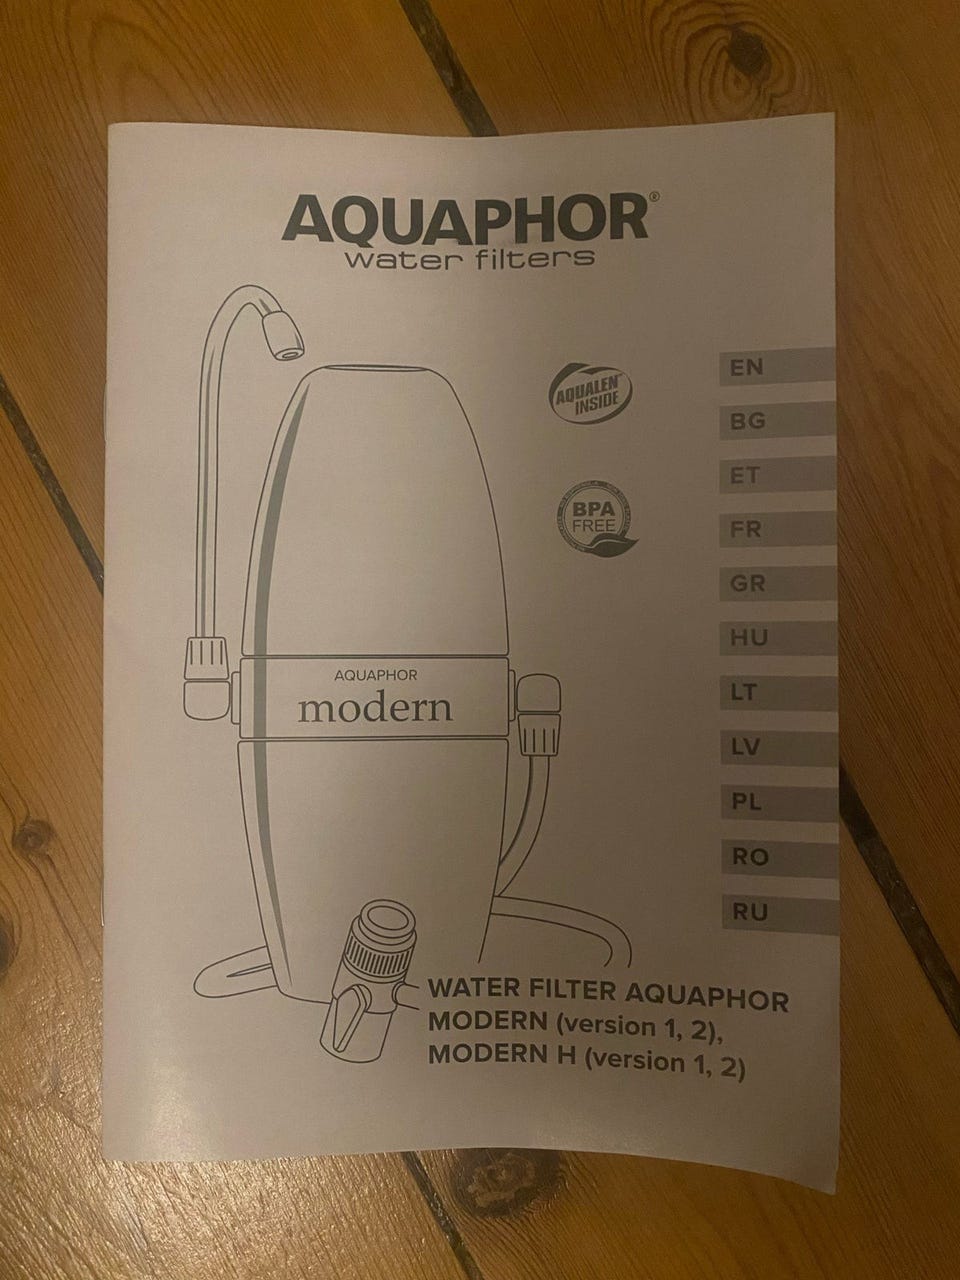 AQUAPHOR®
water filters
AQUALEN™
INSIDE
BPA
FREE
EN
BG
ET
FR
GR
HU
LT
LV
PL
RO
RU
AQUAPHOR
modern
WATER FILTER AQUAPHOR
MODERN (version 1, 2),
MODERN H (version 1, 2)